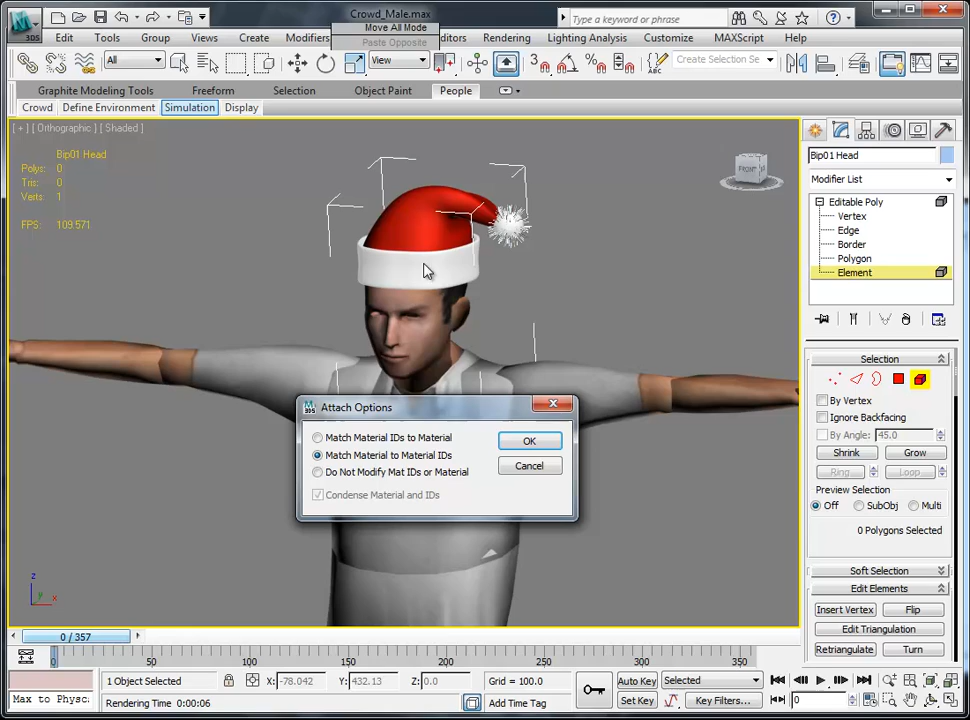 Crowd_Male.max
Type a keyword or phrase
3DS
Edit Tools Group Views Create Modifiers
Move All Mode
Paste Opposite
ditors Rendering Lighting Analysis Customize MAXScript Help
All
View
3
Create Selection Se
Graphite Modeling Tools Freeform Selection Object Paint People
Crowd Define Environment Simulation Display
[ + ] [ Orthographic ] [ Shaded ]
Bip01 Head
Polys: 0
Tris: 0
Verts: 1
FPS: 109.571
FRONT
Bip01 Head
Modifier List
Editable Poly
Vertex
Edge
Border
Polygon
Element
Selection
By Vertex
Ignore Backfacing
By Angle: 45.0
Shrink Grow
Ring Loop
Preview Selection
Off SubObj Multi
0 Polygons Selected
Soft Selection
Edit Elements
Insert Vertex Flip
Edit Triangulation
Retriangulate Turn
Attach Options
Match Material IDs to Material
Match Material to Material IDs
Do Not Modify Mat IDs or Material
Condense Material and IDs
OK
Cancel
z
y
x
0 / 357
0 50 100 150 200 250 300 350
1 Object Selected X: -78.042 Y: 432.13 Z: 0.0 Grid = 100.0 Auto Key Selected
Max to Physc Rendering Time 0:00:06 Add Time Tag Set Key Key Filters... 0